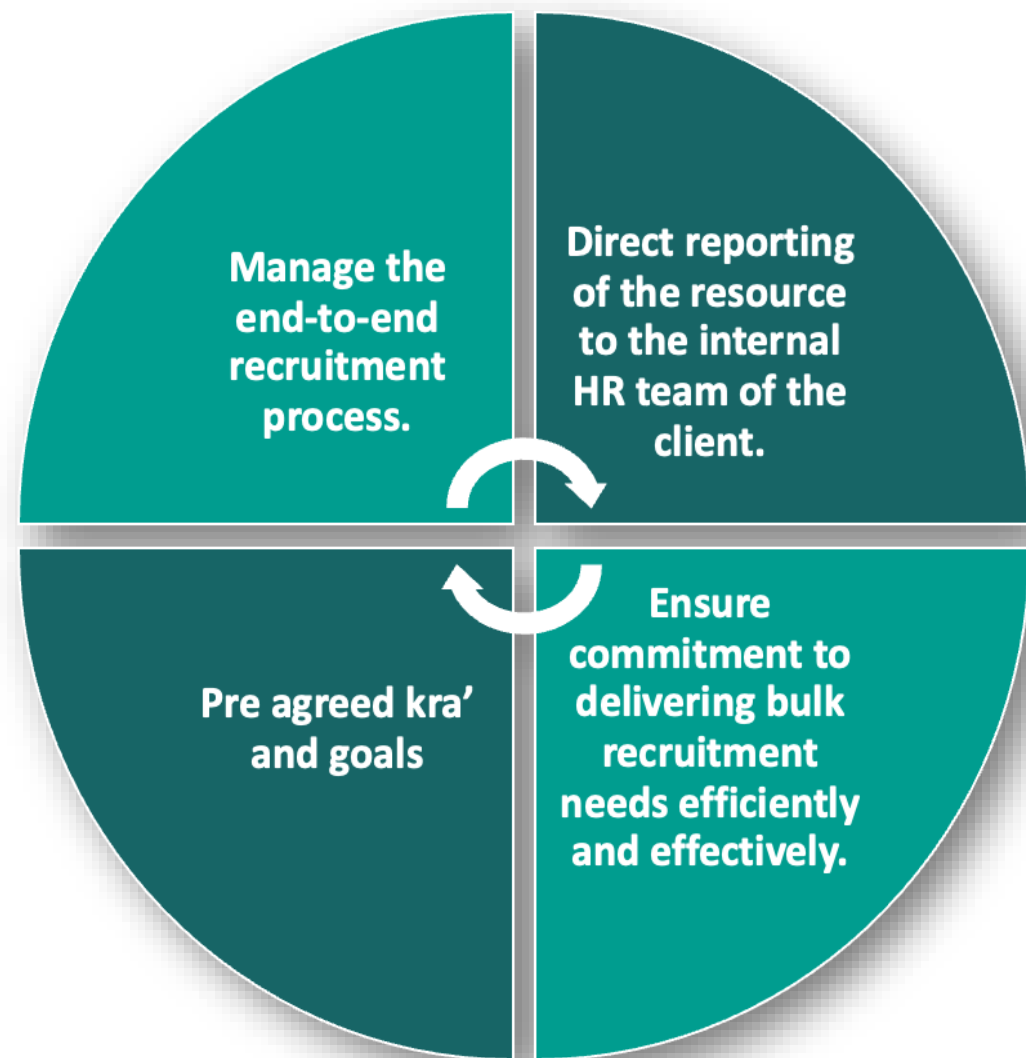 Manage the
end-to-end
recruitment
process.
Direct reporting
of the resource
to the internal
HR team of the
client.
Ensure
commitment to
delivering bulk
recruitment
needs efficiently
and effectively.
Pre agreed kra’
and goals